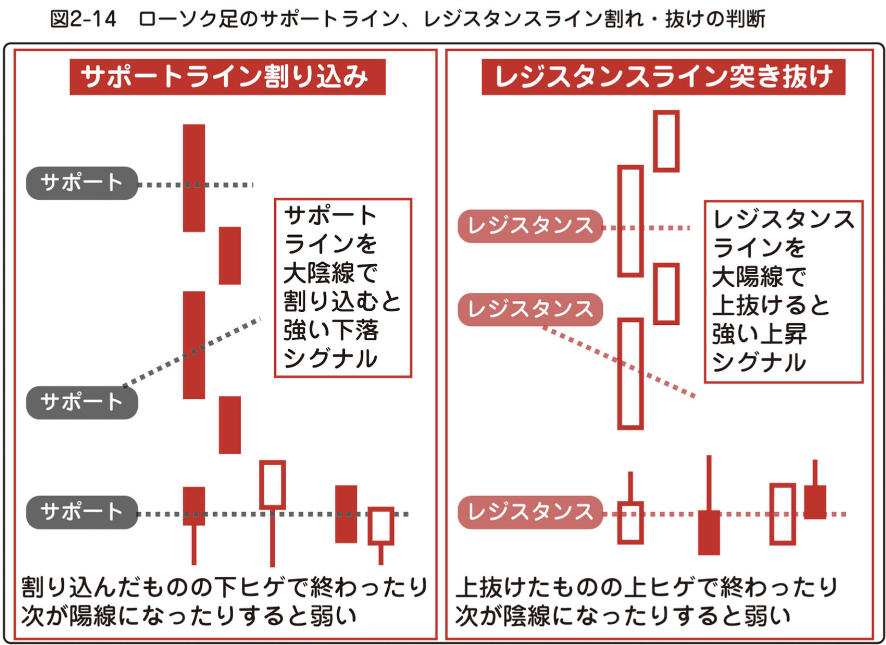 図2-14 ローソク足のサポートライン、レジスタンスライン割れ・抜けの判断
サポートライン割り込み
サポート
サポート
ラインを
大陰線で
割り込むと
強い下落
シグナル
サポート
サポート
割り込んだものの下ヒゲで終わったり
次が陽線になったりすると弱い
レジスタンスライン突き抜け
レジスタンス
レジスタンス
レジスタンス
ラインを
大陽線で
上抜けると
強い上昇
シグナル
レジスタンス
上抜けたものの上ヒゲで終わったり
次が陰線になったりすると弱い